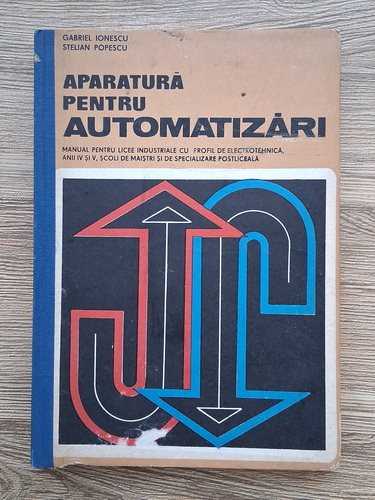 GABRIEL IONESCU
STELIAN POPESCU
APARATURĂ
PENTRU
AUTOMATIZĂRI
MANUAL PENTRU LICEE INDUSTRIALE CU PROFIL DE ELECTROTEHNICĂ,
ANII IV ȘI V, ȘCOLI DE MAIȘTRI ȘI DE SPECIALIZARE POSTLICEALĂ